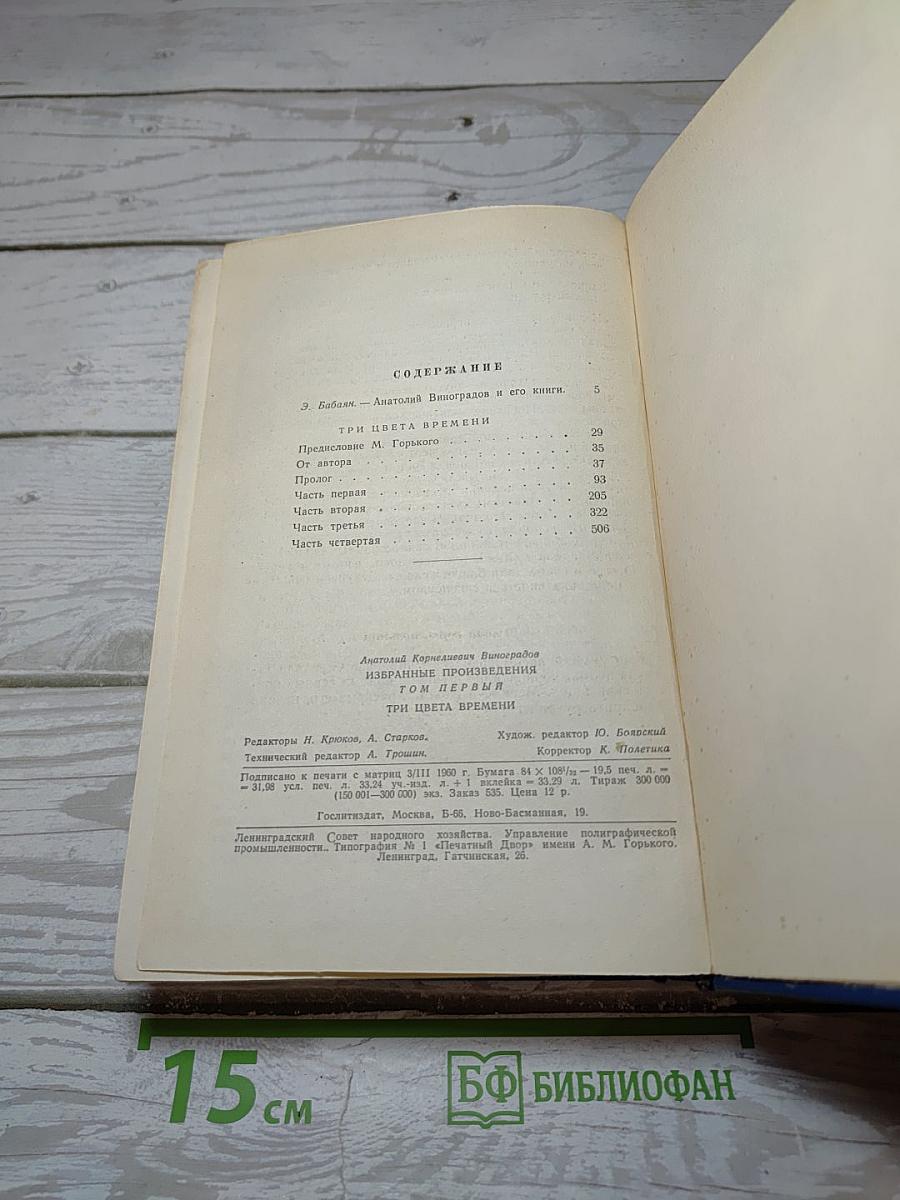 СОДЕРЖАНИЕ
Э. Бабаян. — Анатолий Виноградов и его книги. 5
ТРИ ЦВЕТА ВРЕМЕНИ
Предисловие М. Горького . . . . . . . . . 29
От автора . . . . . . . . . . . . . 35
Пролог . . . . . . . . . . . . . . 37
Часть первая . . . . . . . . . . . . 93
Часть вторая . . . . . . . . . . . . 205
Часть третья . . . . . . . . . . . . 322
Часть четвертая . . . . . . . . . . . 506
Анатолий Корнелиевич Виноградов
ИЗБРАННЫЕ ПРОИЗВЕДЕНИЯ
ТОМ ПЕРВЫЙ
ТРИ ЦВЕТА ВРЕМЕНИ
Редакторы Н. Крюков, А. Старков. Худож. редактор Ю. Боярский
Технический редактор А. Трошин. Корректор К. Полетика
Подписано к печати с матриц 3/III 1960 г. Бумага 84 × 108¹/₃₂ — 19,5 печ. л. =
= 31,98 усл. печ. л. 33,24 уч.-изд. л. + 1 вклейка = 33,29 л. Тираж 300 000
(150 001—300 000) экз. Заказ 535. Цена 12 р.
Гослитиздат, Москва, Б-66, Ново-Басманная, 19.
Ленинградский Совет народного хозяйства. Управление полиграфической
промышленности. Типография № 1 «Печатный Двор» имени А. М. Горького.
Ленинград, Гатчинская, 26.
15 см
БФ БИБЛИОФАН